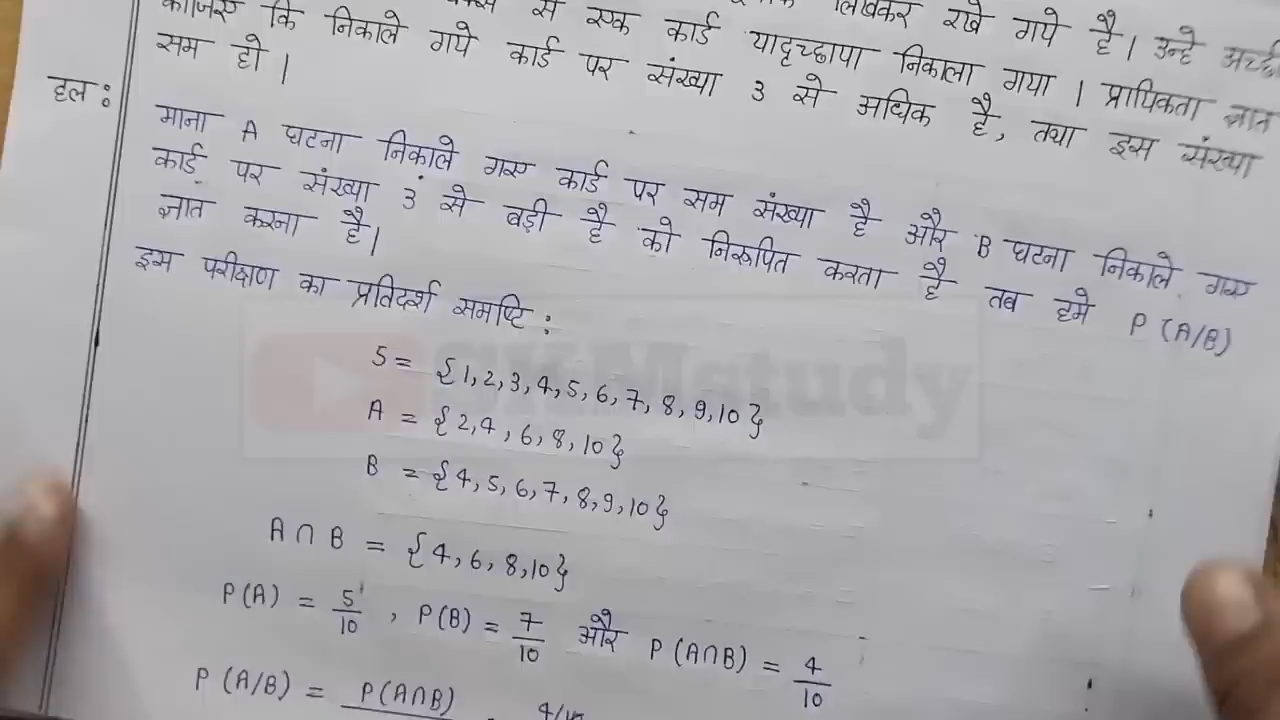 लिखकर रखे गये है। उन्हे
से एक कार्ड यादृच्छाया निकाला गया । प्रायिकता ज्ञात
कीजिए कि निकाले गये कार्ड पर संख्या 3 से अधिक है, तथा इस संख्या
सम हो ।
हल :
माना A घटना निकाले गए कार्ड पर सम संख्या है और B घटना निकाले गए
कार्ड पर संख्या 3 से बड़ी है को निरूपित करता है तब हमे P (A/B)
ज्ञात करना है।
इस परीक्षण का प्रतिदर्श समष्टि :
S = {1, 2, 3, 4, 5, 6, 7, 8, 9, 10}
A = {2, 4, 6, 8, 10}
B = {4, 5, 6, 7, 8, 9, 10}
A ∩ B = {4, 6, 8, 10}
P(A) = 5/10 , P(B) = 7/10 और P(A∩B) = 4/10
P (A/B) = P(A∩B)
SKMstudy